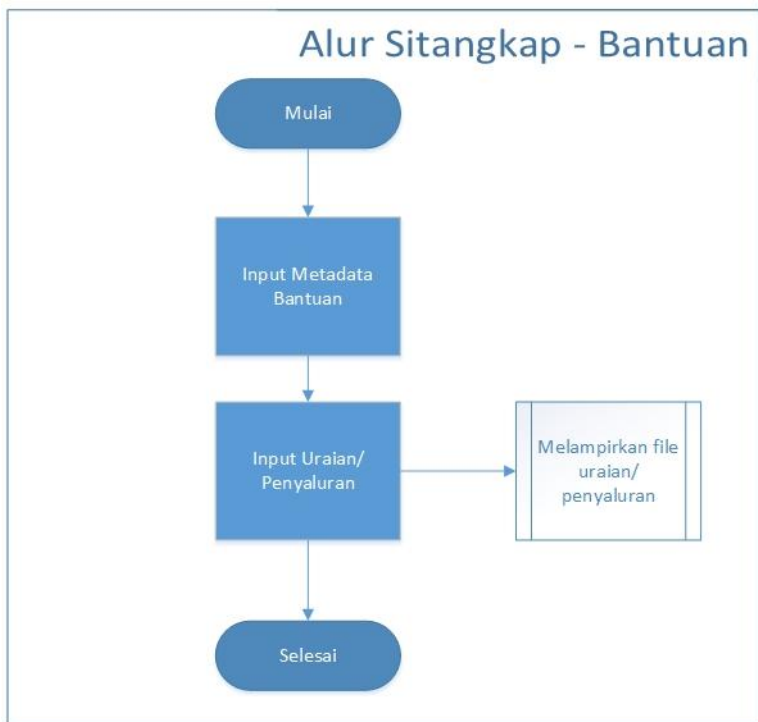 Alur Sitangkap - Bantuan
Mulai
Input Metadata
Bantuan
Input Uraian/
Penyaluran
Melampirkan file
uraian/
penyaluran
Selesai